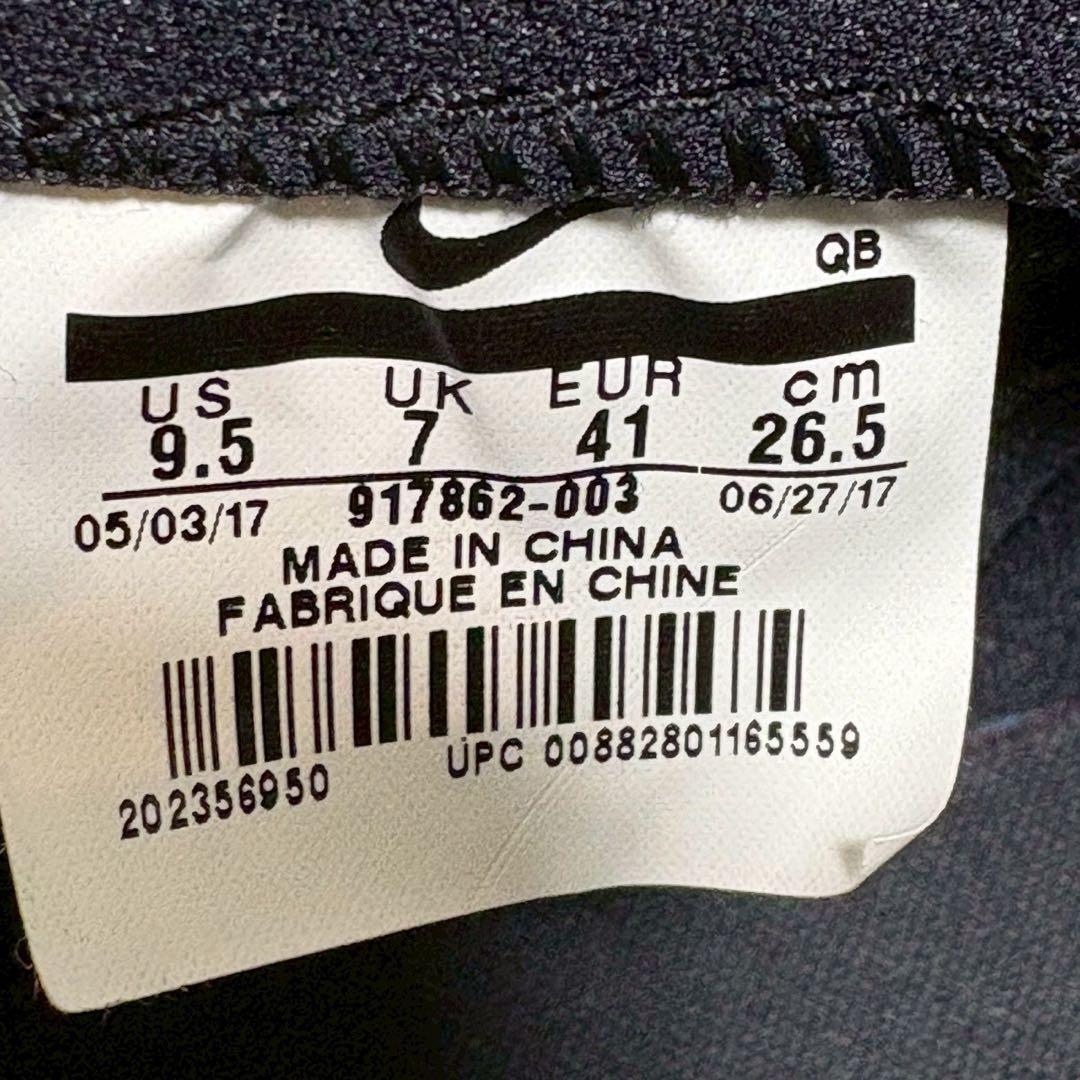 QB
US UK EUR cm
9.5 7 41 26.5
05/03/17 917862-003 06/27/17
MADE IN CHINA
FABRIQUE EN CHINE
202356950 UPC 00882801165559